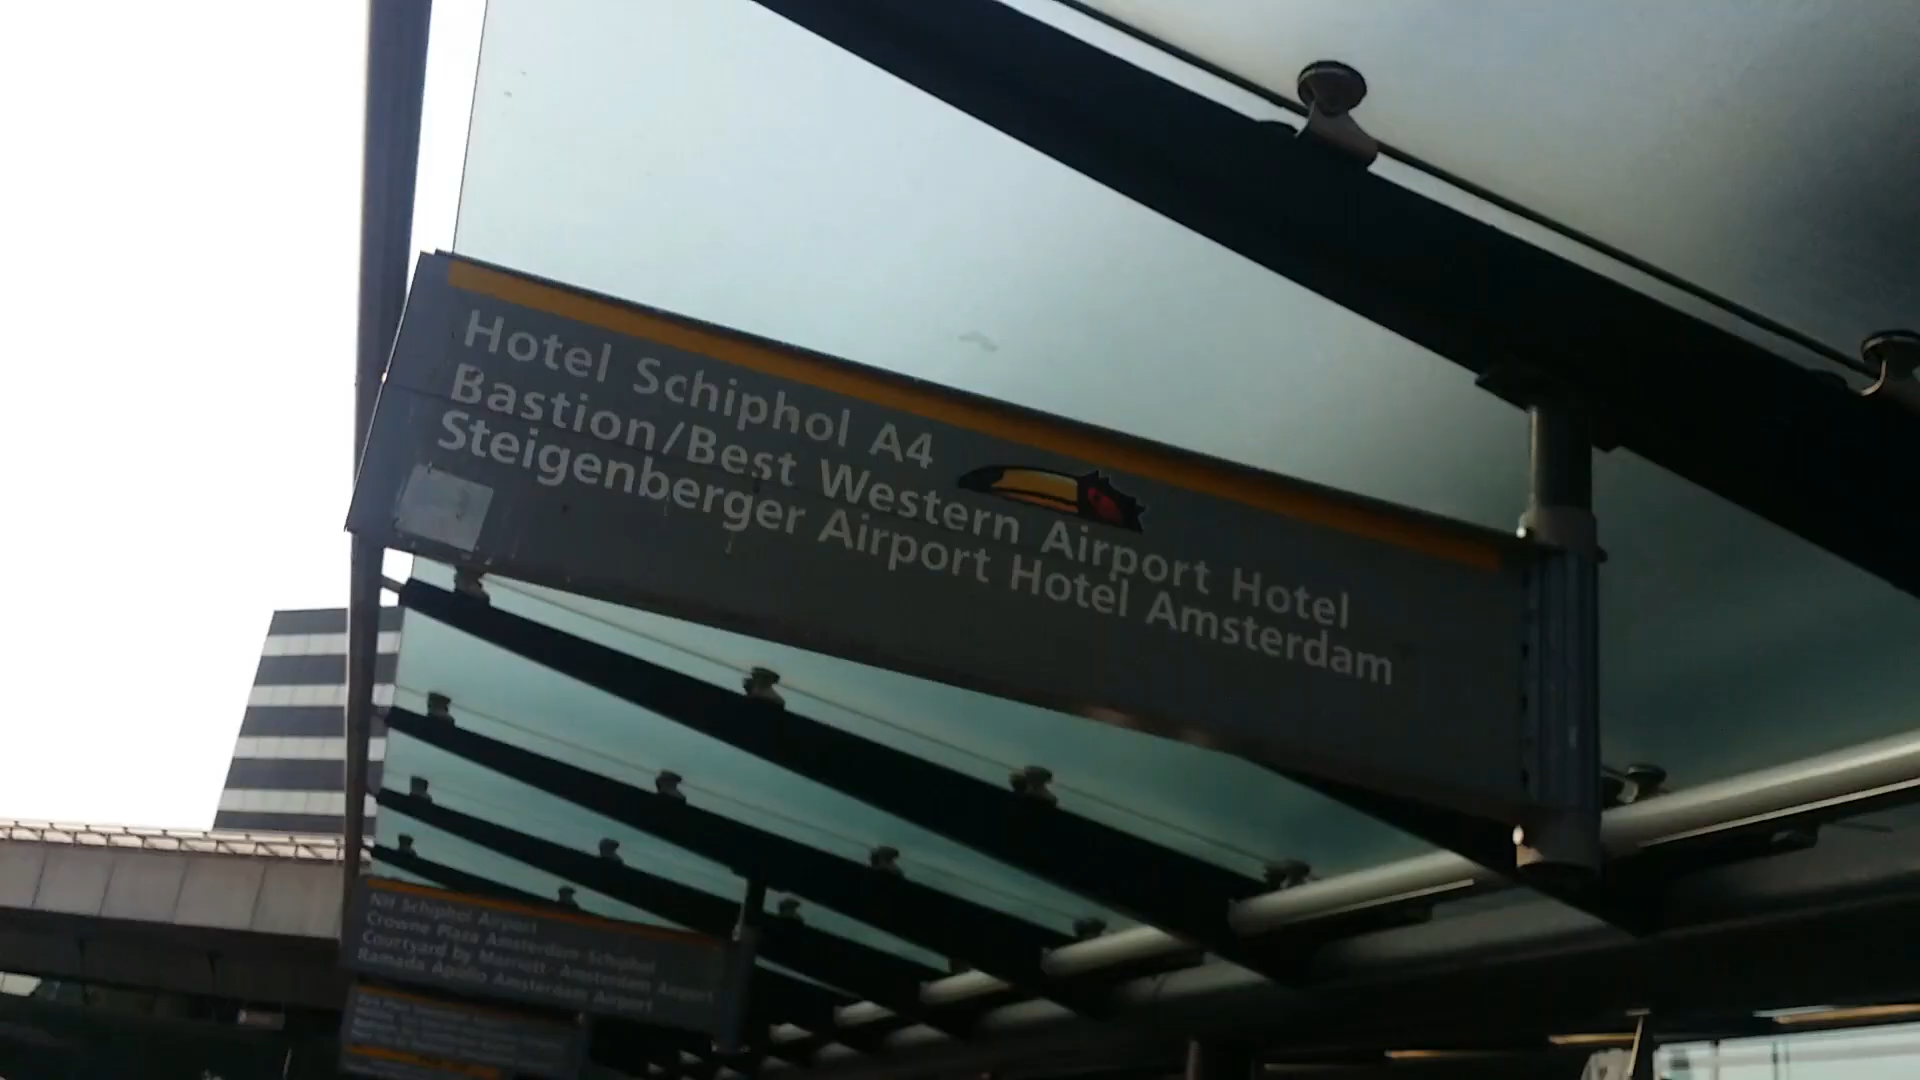 Hotel Schiphol A4
Bastion/Best Western Airport Hotel
Steigenberger Airport Hotel Amsterdam
NH Schiphol Airport
Crowne Plaza Amsterdam-Schiphol
Courtyard by Marriott - Amsterdam Airport
Ramada Apollo Amsterdam Airport